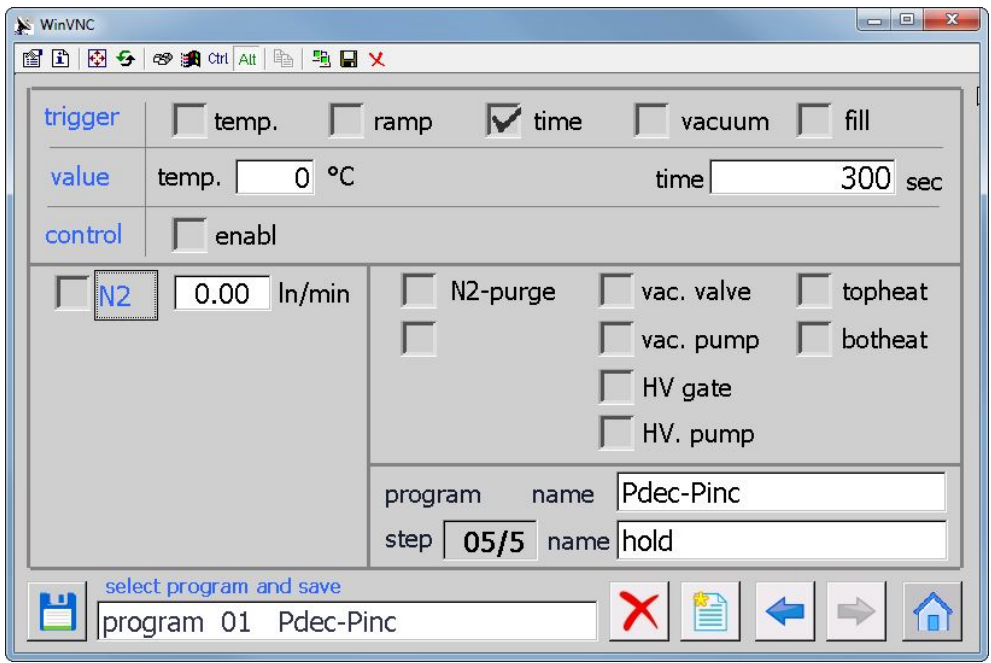 WinVNC
Ctrl Alt
trigger temp. ramp time vacuum fill
value temp. 0 °C time 300 sec
control enabl
N2 0.00 ln/min N2-purge vac. valve topheat
vac. pump botheat
HV gate
HV. pump
program name Pdec-Pinc
step 05/5 name hold
select program and save
program 01 Pdec-Pinc